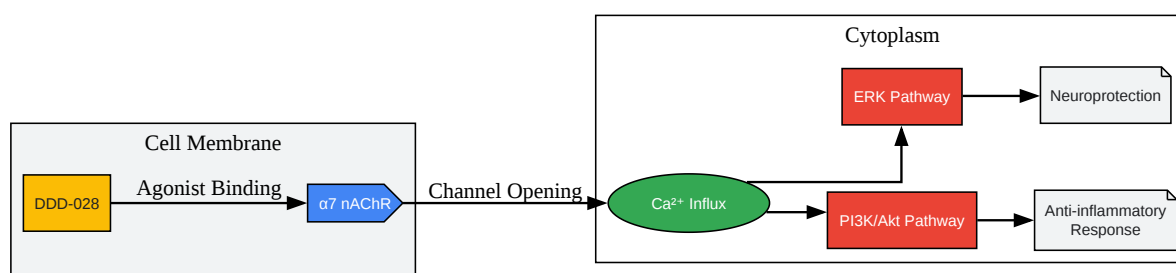 Cytoplasm
ERK Pathway
Neuroprotection
Cell Membrane
Agonist Binding
Channel Opening
DDD-028
α7 nAChR
Ca²⁺ Influx
PI3K/Akt Pathway
Anti-inflammatory
Response